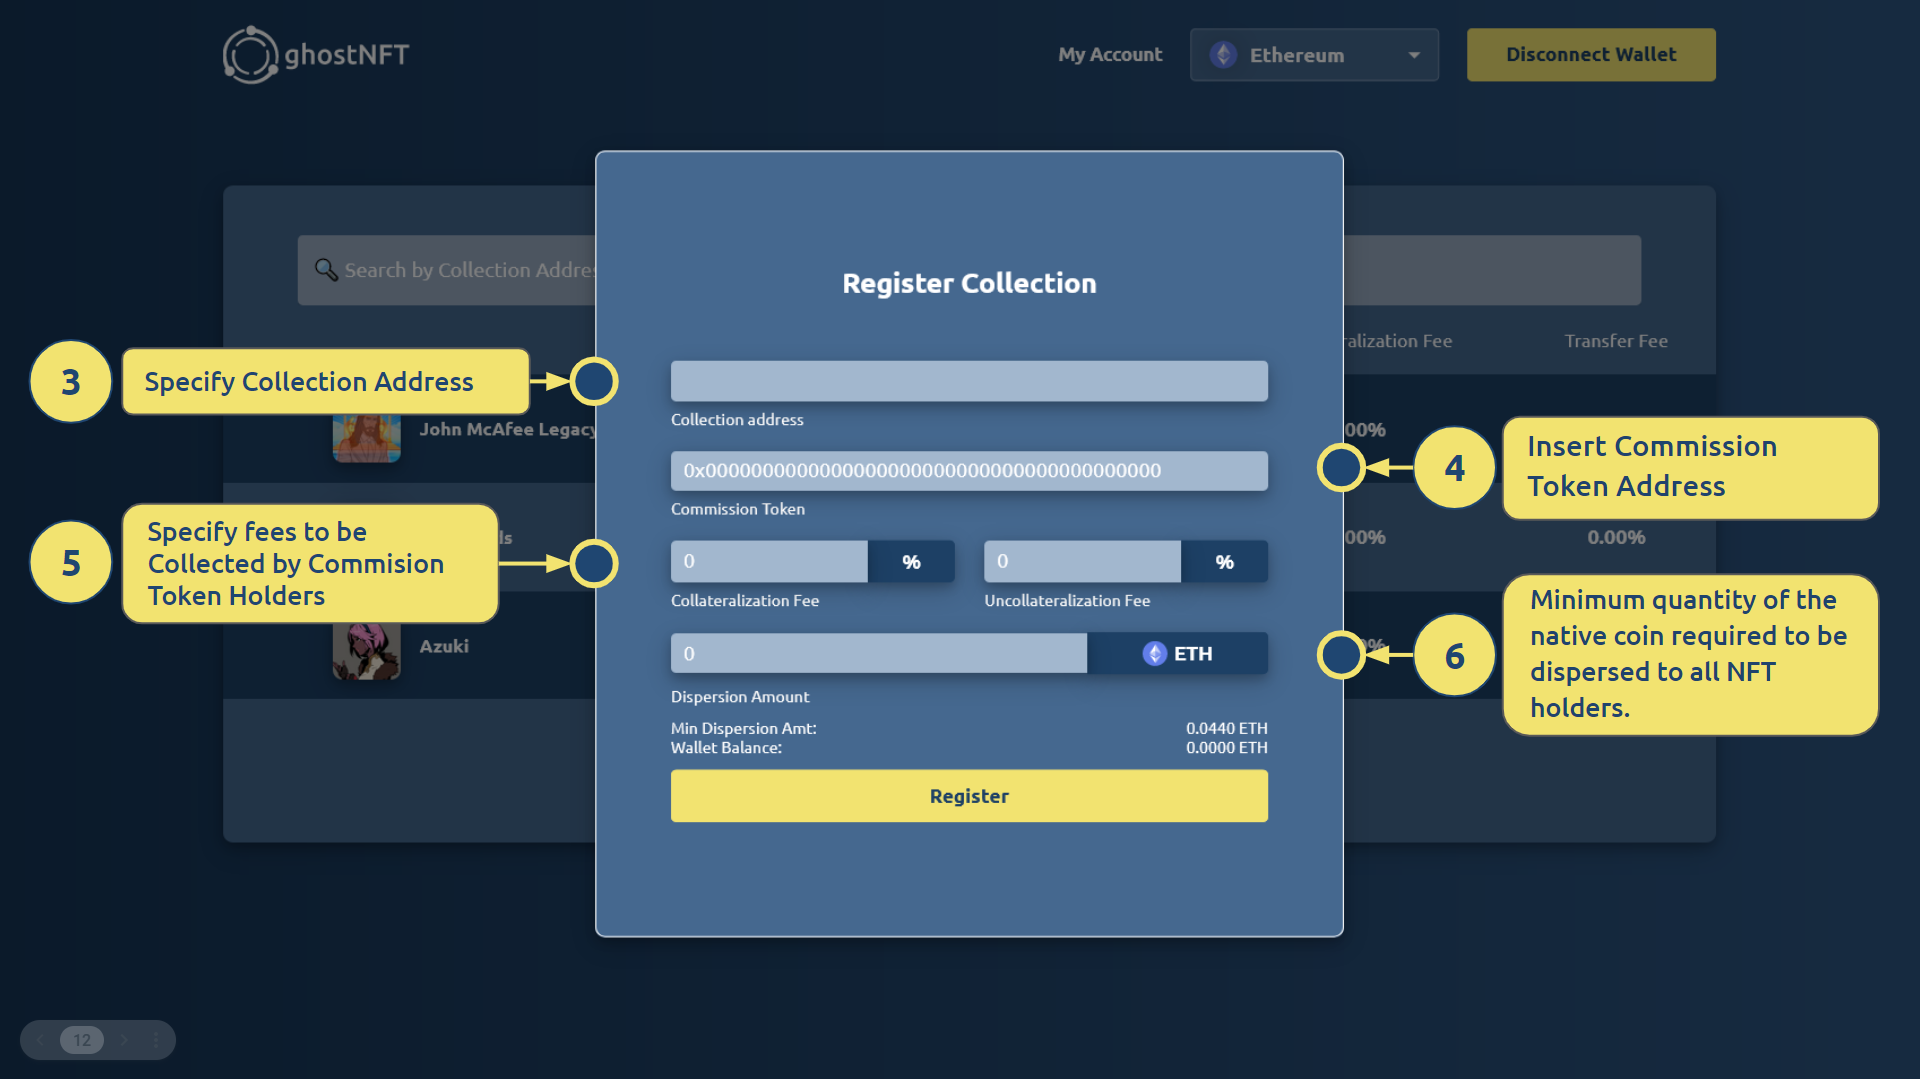 ghostNFT
My Account
Ethereum
Disconnect Wallet
Search by Collection Addres
ralization Fee
Transfer Fee
Register Collection
3
Specify Collection Address
Collection address
John McAfee Legacy
00%
4
Insert Commission
Token Address
0x0000000000000000000000000000000000000000
Commission Token
5
Specify fees to be
Collected by Commision
Token Holders
ls
00%
0.00%
0
%
0
%
Collateralization Fee
Uncollateralization Fee
Azuki
%
6
Minimum quantity of the
native coin required to be
dispersed to all NFT
holders.
0
ETH
Dispersion Amount
Min Dispersion Amt:
0.0440 ETH
Wallet Balance:
0.0000 ETH
Register
12